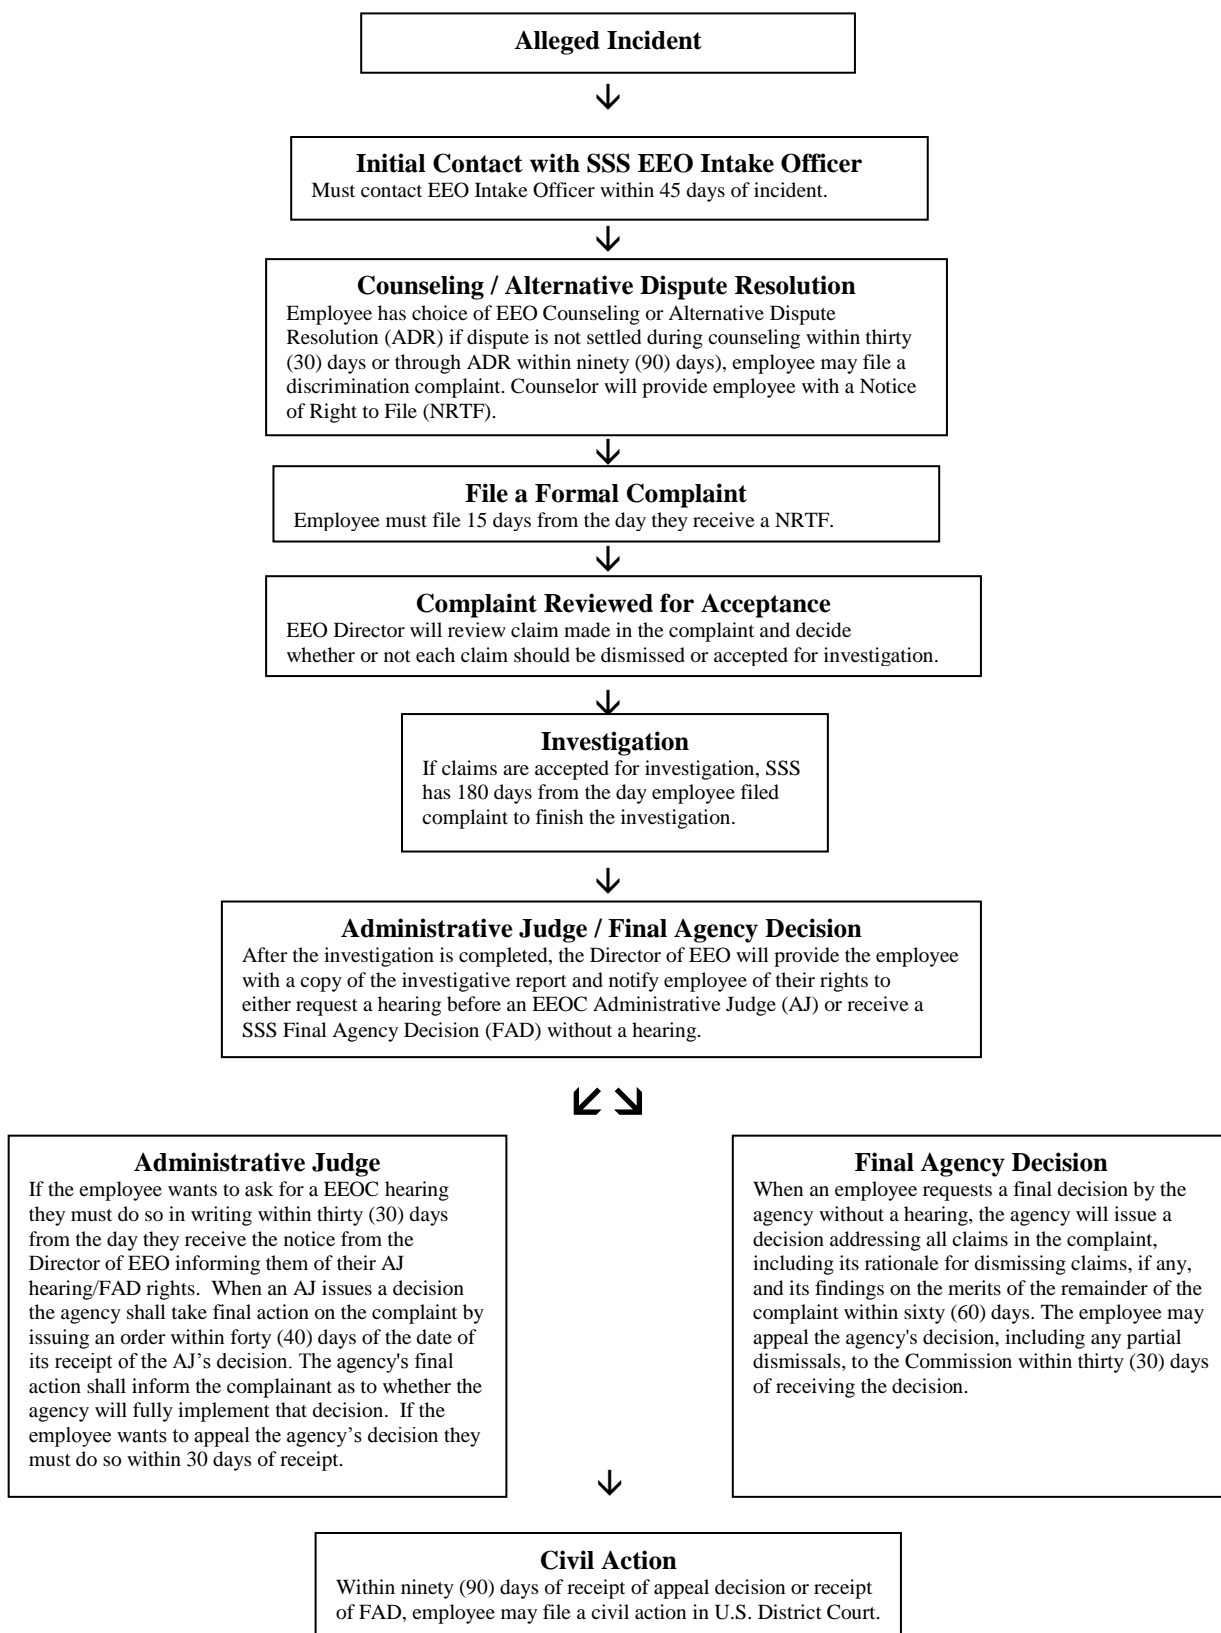 Alleged Incident
Initial Contact with SSS EEO Intake Officer
Must contact EEO Intake Officer within 45 days of incident.
Counseling / Alternative Dispute Resolution
Employee has choice of EEO Counseling or Alternative Dispute
Resolution (ADR) if dispute is not settled during counseling within thirty
(30) days or through ADR within ninety (90) days), employee may file a
discrimination complaint. Counselor will provide employee with a Notice
of Right to File (NRTF).
File a Formal Complaint
Employee must file 15 days from the day they receive a NRTF.
Complaint Reviewed for Acceptance
EEO Director will review claim made in the complaint and decide
whether or not each claim should be dismissed or accepted for investigation.
Investigation
If claims are accepted for investigation, SSS
has 180 days from the day employee filed
complaint to finish the investigation.
Administrative Judge / Final Agency Decision
After the investigation is completed, the Director of EEO will provide the employee
with a copy of the investigative report and notify employee of their rights to
either request a hearing before an EEOC Administrative Judge (AJ) or receive a
SSS Final Agency Decision (FAD) without a hearing.
Administrative Judge
If the employee wants to ask for a EEOC hearing
they must do so in writing within thirty (30) days
from the day they receive the notice from the
Director of EEO informing them of their AJ
hearing/FAD rights.  When an AJ issues a decision
the agency shall take final action on the complaint by
issuing an order within forty (40) days of the date of
its receipt of the AJ’s decision. The agency's final
action shall inform the complainant as to whether the
agency will fully implement that decision.  If the
employee wants to appeal the agency’s decision they
must do so within 30 days of receipt.
Final Agency Decision
When an employee requests a final decision by the
agency without a hearing, the agency will issue a
decision addressing all claims in the complaint,
including its rationale for dismissing claims, if any,
and its findings on the merits of the remainder of the
complaint within sixty (60) days. The employee may
appeal the agency's decision, including any partial
dismissals, to the Commission within thirty (30) days
of receiving the decision.
Civil Action
Within ninety (90) days of receipt of appeal decision or receipt
of FAD, employee may file a civil action in U.S. District Court.